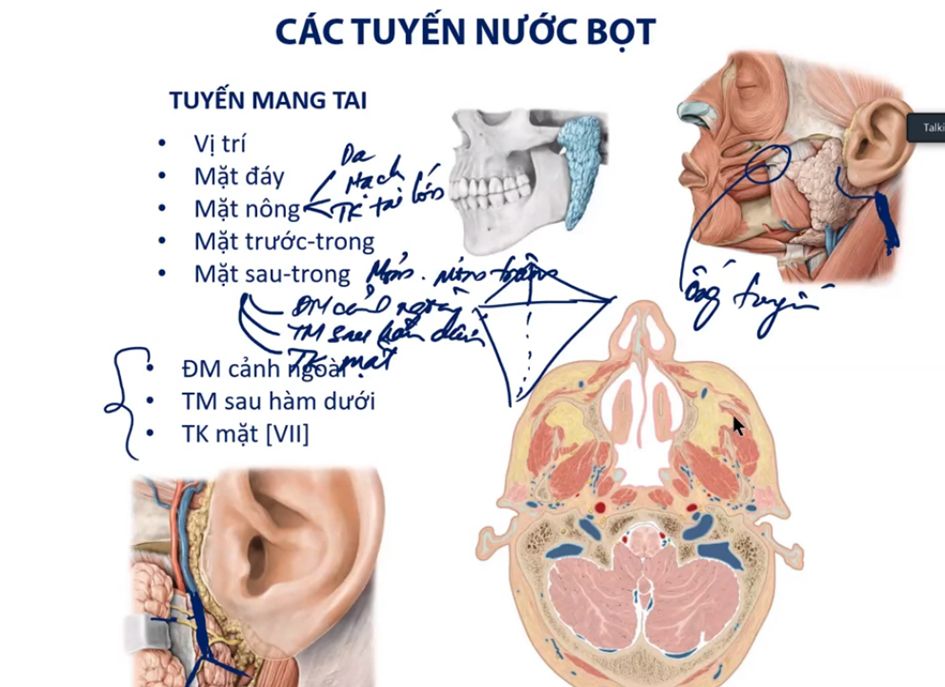 CÁC TUYẾN NƯỚC BỌT
TUYẾN MANG TAI
• Vị trí
• Mặt đáy
• Mặt nông
Da
Mạch
TK tai lớn
• Mặt trước-trong
• Mặt sau-trong
ĐM cảnh ngoài
TM sau hàm dưới
TK mặt
• ĐM cảnh ngoài
• TM sau hàm dưới
• TK mặt [VII]
ống tuyến
Talki